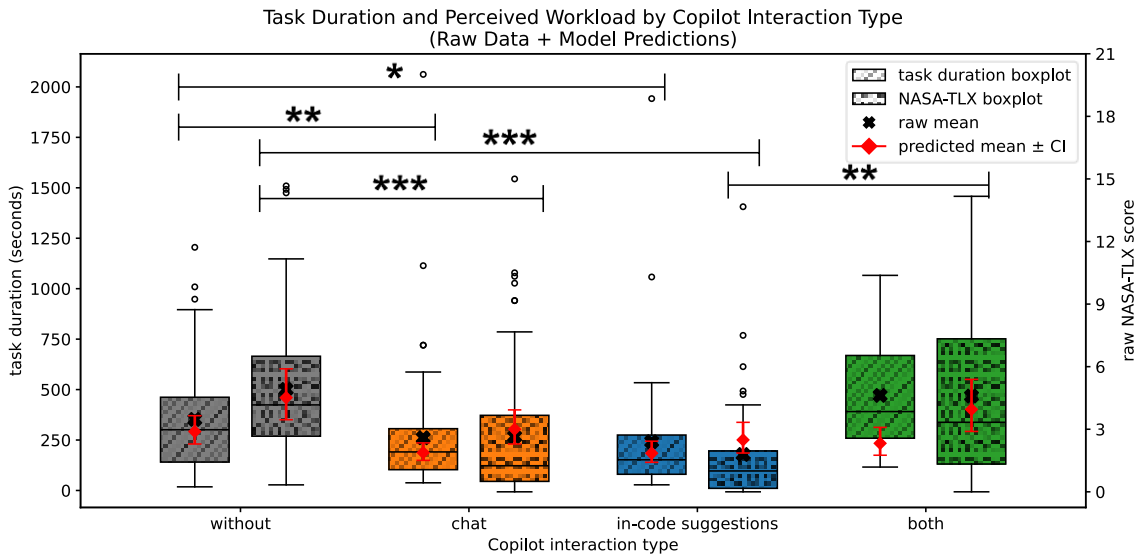 Task Duration and Perceived Workload by Copilot Interaction Type
(Raw Data + Model Predictions)
task duration (seconds)
2000
1750
1500
1250
1000
750
500
250
0
*
**
***
***
**
task duration boxplot
NASA-TLX boxplot
raw mean
predicted mean ± CI
21
18
15
12
9
6
3
0
raw NASA-TLX score
without
chat
in-code suggestions
both
Copilot interaction type